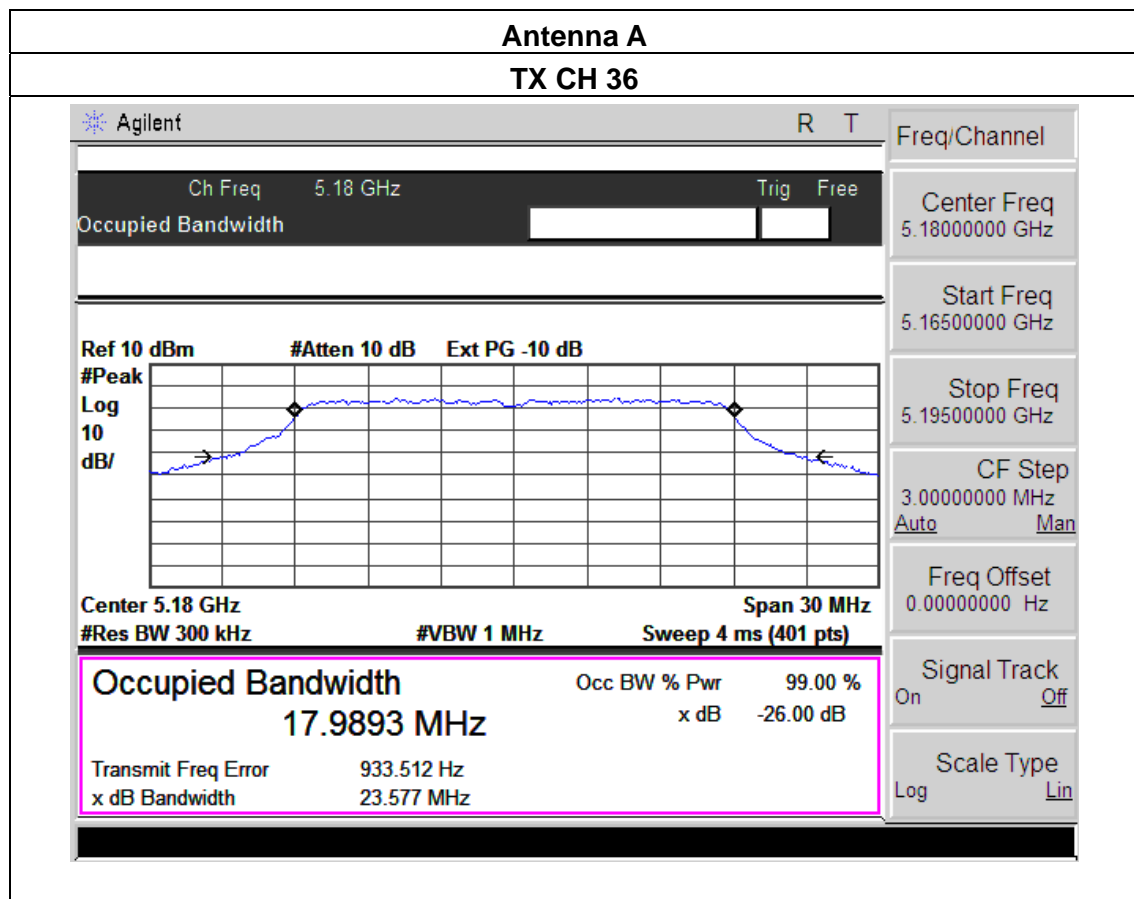 Antenna A
TX CH 36
Agilent R T
Ch Freq 5.18 GHz Trig Free
Occupied Bandwidth
Ref 10 dBm #Atten 10 dB Ext PG -10 dB
#Peak
Log
10
dB/
Center 5.18 GHz Span 30 MHz
#Res BW 300 kHz #VBW 1 MHz Sweep 4 ms (401 pts)
Occupied Bandwidth Occ BW % Pwr 99.00 %
17.9893 MHz x dB -26.00 dB
Transmit Freq Error 933.512 Hz
x dB Bandwidth 23.577 MHz
Freq/Channel
Center Freq
5.18000000 GHz
Start Freq
5.16500000 GHz
Stop Freq
5.19500000 GHz
CF Step
3.00000000 MHz
Auto Man
Freq Offset
0.00000000 Hz
Signal Track
On Off
Scale Type
Log Lin